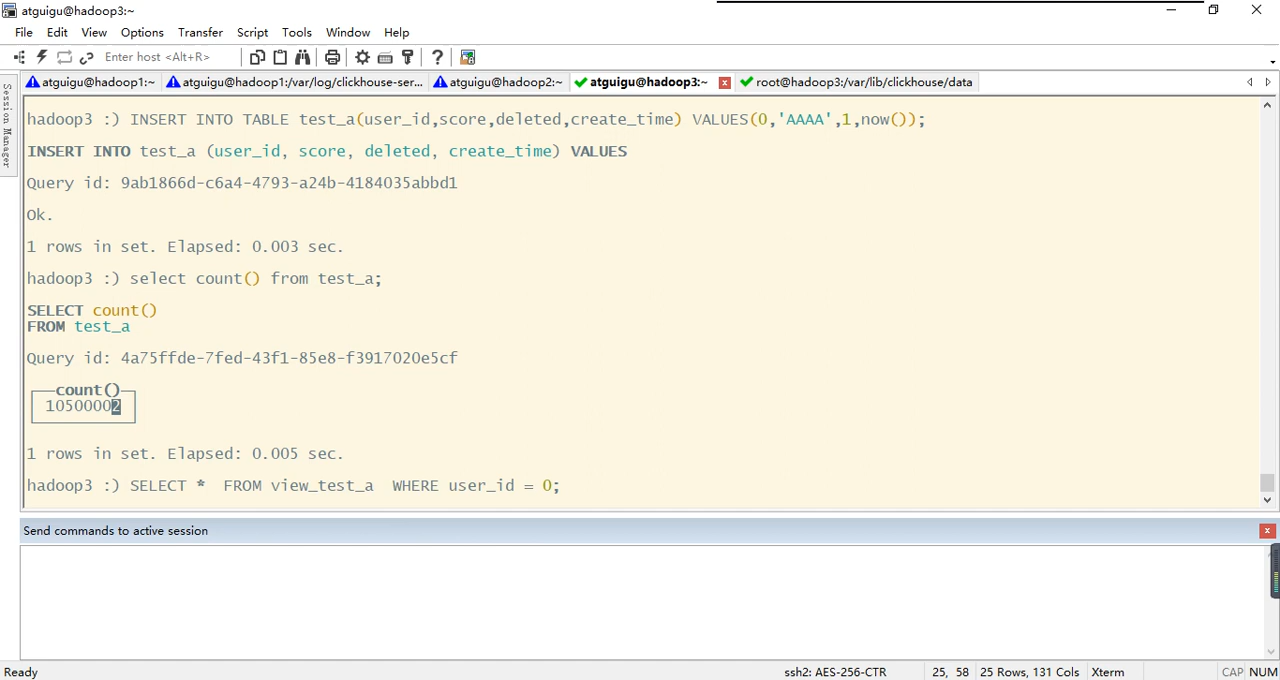 atguigu@hadoop3:~
File Edit View Options Transfer Script Tools Window Help
Enter host <Alt+R>
atguigu@hadoop1:~ atguigu@hadoop1:/var/log/clickhouse-ser... atguigu@hadoop2:~ atguigu@hadoop3:~ root@hadoop3:/var/lib/clickhouse/data
Session Manager
hadoop3 :) INSERT INTO TABLE test_a(user_id,score,deleted,create_time) VALUES(0,'AAAA',1,now());
INSERT INTO test_a (user_id, score, deleted, create_time) VALUES
Query id: 9ab1866d-c6a4-4793-a24b-4184035abbd1
Ok.
1 rows in set. Elapsed: 0.003 sec.
hadoop3 :) select count() from test_a;
SELECT count()
FROM test_a
Query id: 4a75ffde-7fed-43f1-85e8-f3917020e5cf
count()
10500002
1 rows in set. Elapsed: 0.005 sec.
hadoop3 :) SELECT *  FROM view_test_a  WHERE user_id = 0;
Send commands to active session
Ready ssh2: AES-256-CTR 25, 58 25 Rows, 131 Cols Xterm CAP NUM